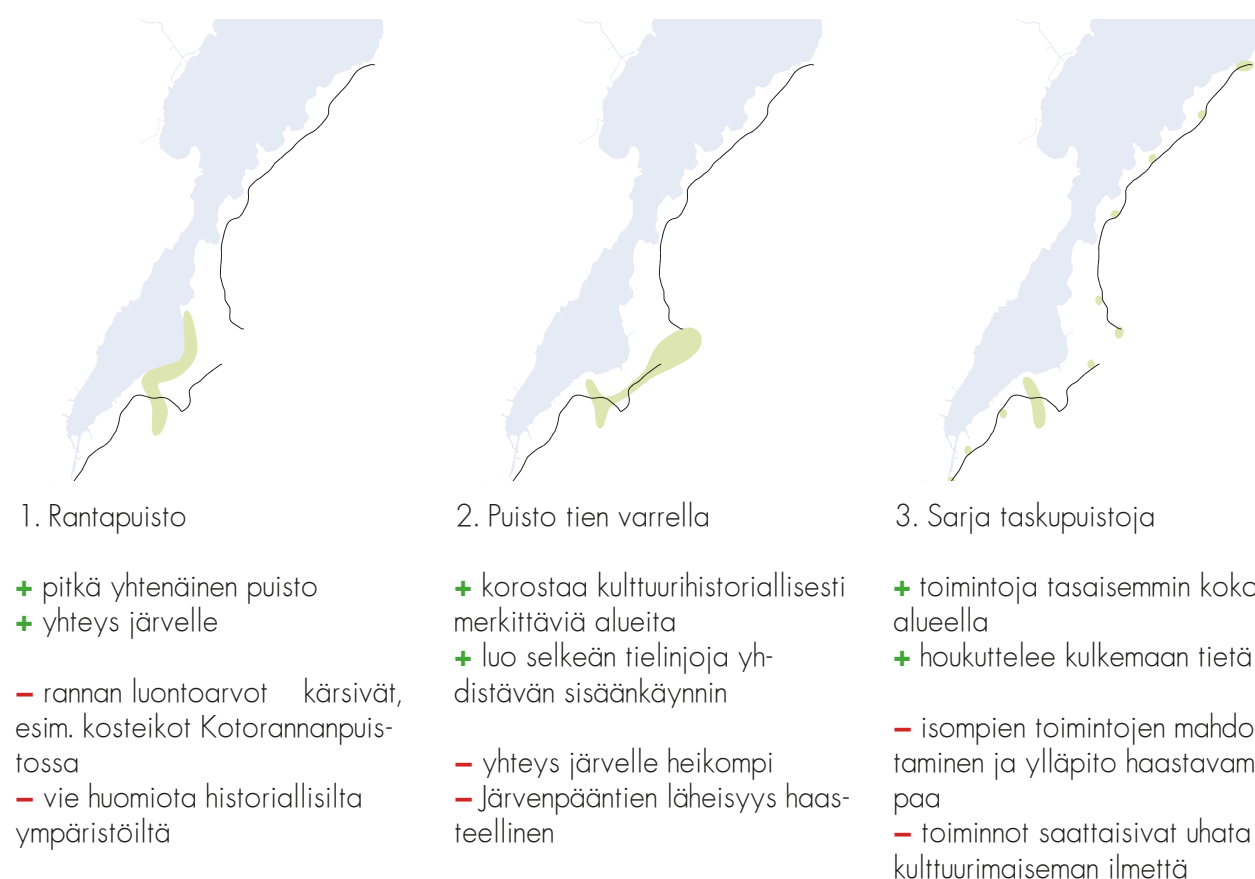 1. Rantapuisto
+ pitkä yhtenäinen puisto
+ yhteys järvelle
– rannan luontoarvot kärsivät,
esim. kosteikot Kotorannanpuis-
tossa
– vie huomiota historiallisilta
ympäristöiltä
2. Puisto tien varrella
+ korostaa kulttuurihistoriallisesti
merkittäviä alueita
+ luo selkeän tielinjoja yh-
distävän sisäänkäynnin
– yhteys järvelle heikompi
– Järvenpääntien läheisyys haas-
teellinen
3. Sarja taskupuistoja
+ toimintoja tasaisemmin koko
alueella
+ houkuttelee kulkemaan tietä
– isompien toimintojen mahdo
taminen ja ylläpito haastavam
paa
– toiminnot saattaisivat uhata
kulttuurimaiseman ilmettä